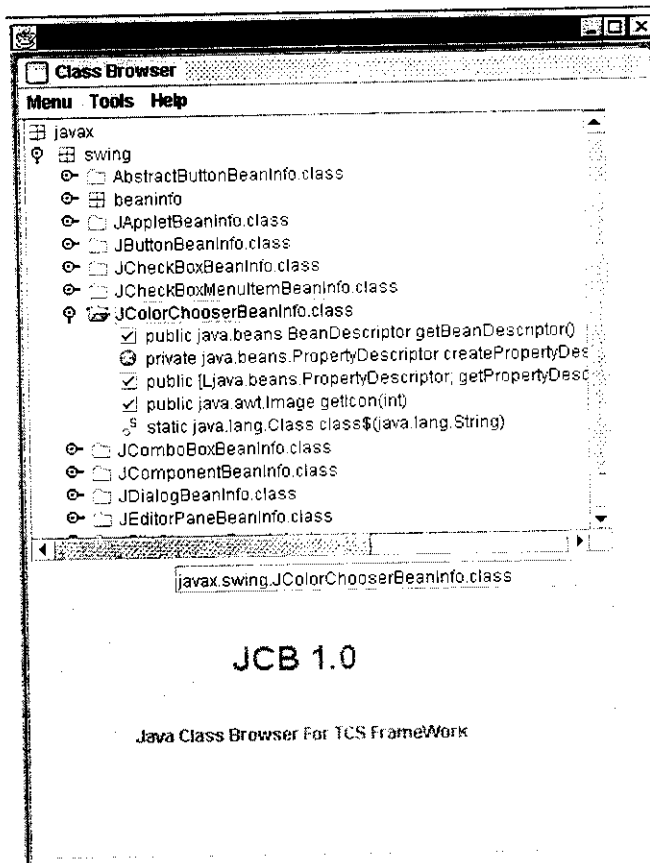 Class Browser
Menu Tools Help
javax
swing
AbstractButtonBeanInfo.class
beaninfo
JAppletBeanInfo.class
JButtonBeanInfo.class
JCheckBoxBeanInfo.class
JCheckBoxMenuItemBeanInfo.class
JColorChooserBeanInfo.class
public java.beans.BeanDescriptor getBeanDescriptor()
private java.beans.PropertyDescriptor createPropertyDes
public [Ljava.beans.PropertyDescriptor; getPropertyDesc
public java.awt.Image getIcon(int)
S static java.lang.Class class$(java.lang.String)
JComboBoxBeanInfo.class
JComponentBeanInfo.class
JDialogBeanInfo.class
JEditorPaneBeanInfo.class
javax.swing.JColorChooserBeanInfo.class
JCB 1.0
Java Class Browser For TCS FrameWork